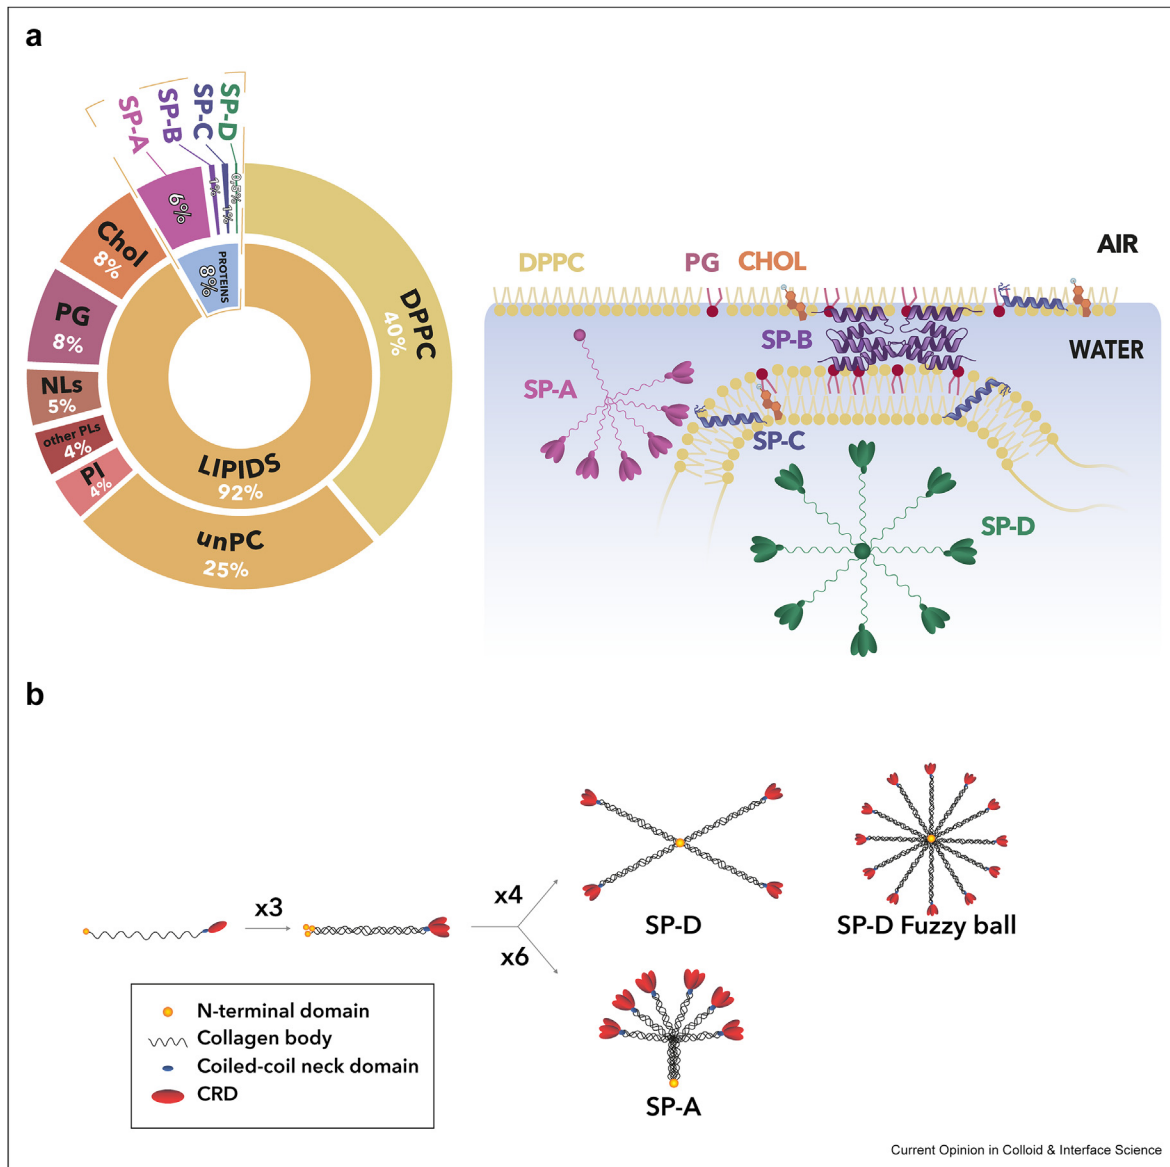 a
SP-A
SP-B
SP-C
SP-D
6%
1%
1%
0,5%
PROTEINS
8%
Chol
8%
PG
8%
NLs
5%
other PLs
4%
PI
4%
unPC
25%
LIPIDS
92%
DPPC
40%
AIR
DPPC
PG
CHOL
SP-B
WATER
SP-A
SP-C
SP-D
b
x3
x4
x6
SP-D
SP-D Fuzzy ball
SP-A
N-terminal domain
Collagen body
Coiled-coil neck domain
CRD
Current Opinion in Colloid & Interface Science